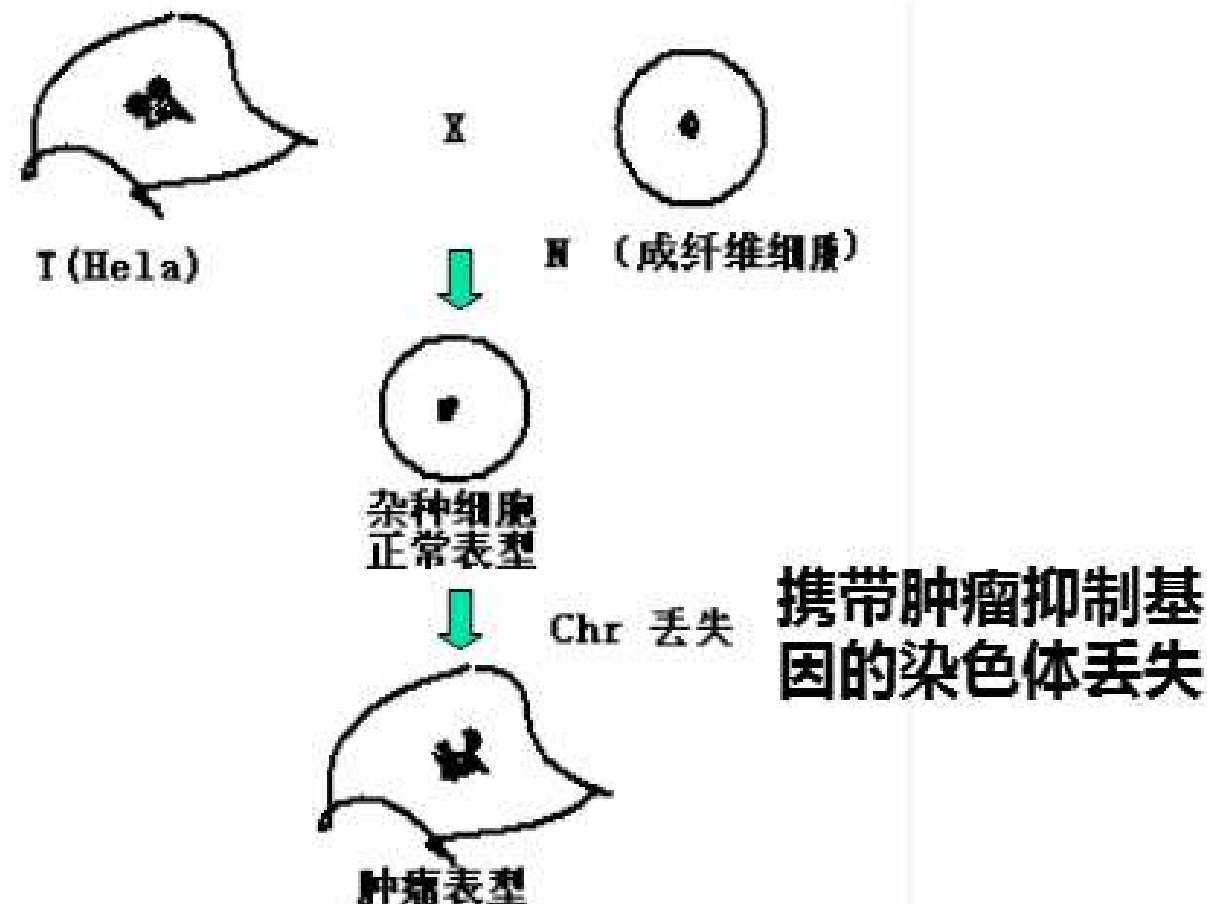 X
T(Hela)
N （成纤维细胞）
杂种细胞
正常表型
Chr 丢失
携带肿瘤抑制基
因的染色体丢失
肿瘤表型